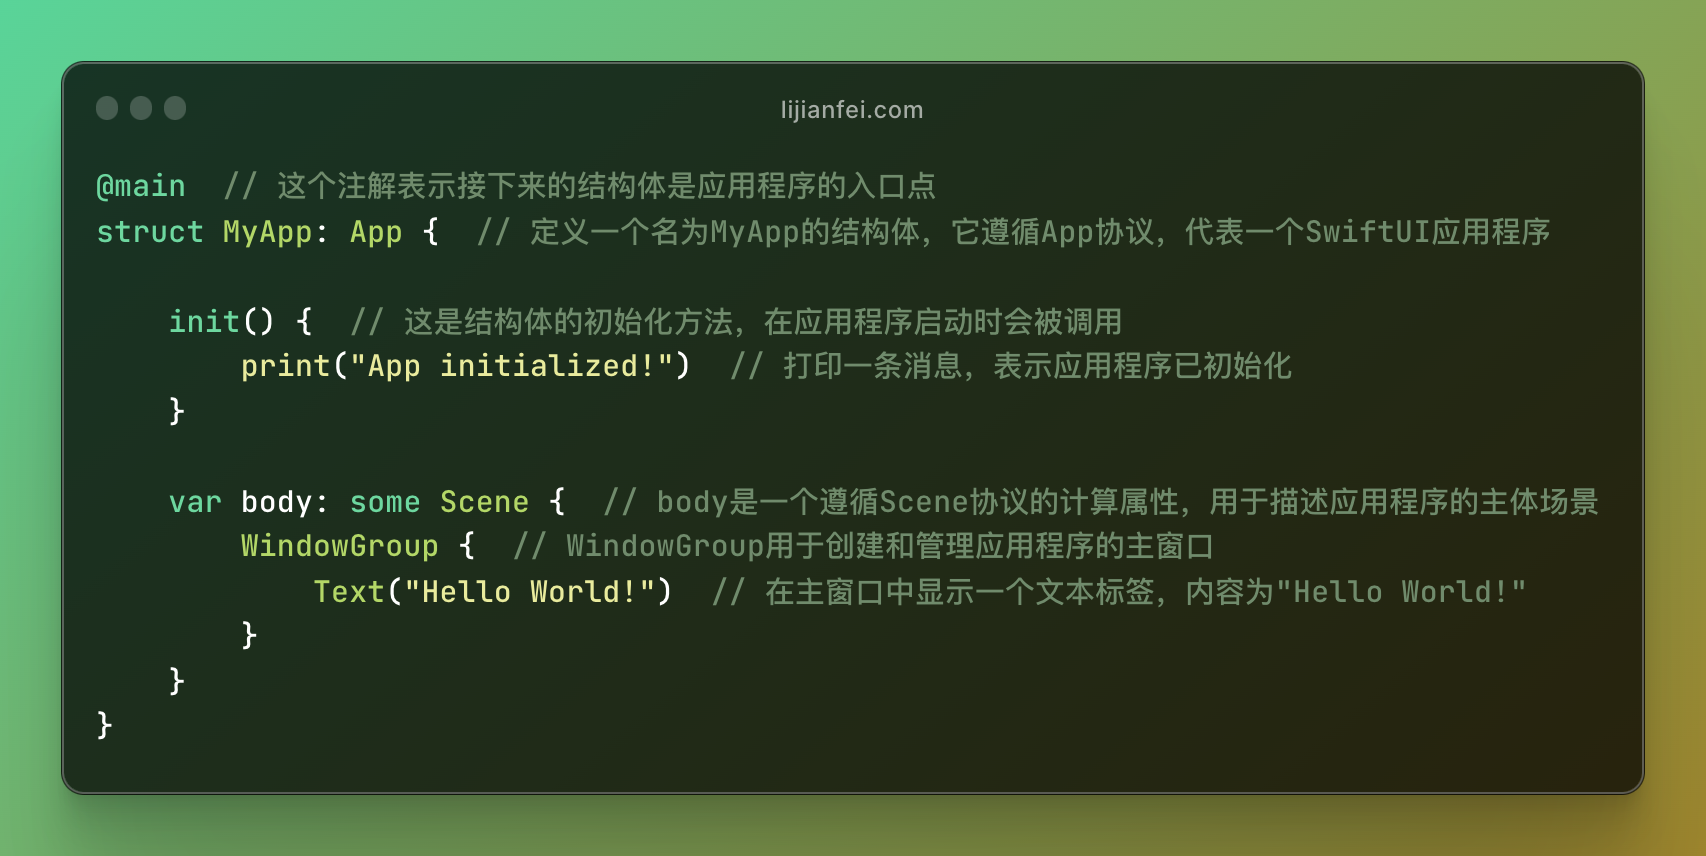 lijianfei.com
@main  // 这个注解表示接下来的结构体是应用程序的入口点
struct MyApp: App {  // 定义一个名为MyApp的结构体，它遵循App协议，代表一个SwiftUI应用程序
    init() {  // 这是结构体的初始化方法，在应用程序启动时会被调用
        print("App initialized!")  // 打印一条消息，表示应用程序已初始化
    }
    var body: some Scene {  // body是一个遵循Scene协议的计算属性，用于描述应用程序的主体场景
        WindowGroup {  // WindowGroup用于创建和管理应用程序的主窗口
            Text("Hello World!")  // 在主窗口中显示一个文本标签，内容为"Hello World!"
        }
    }
}